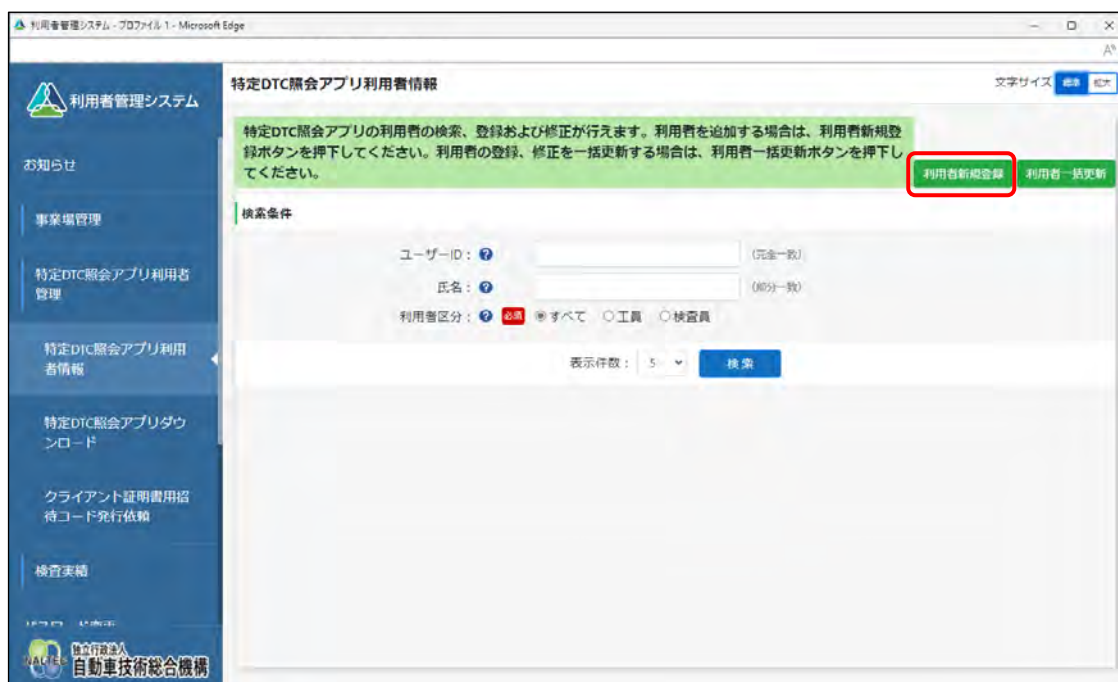 利用者管理システム - プロファイル 1 - Microsoft Edge
利用者管理システム
お知らせ
事業場管理
特定DTC照会アプリ利用者
管理
特定DTC照会アプリ利用
者情報
特定DTC照会アプリダウ
ンロード
クライアント証明書用招
待コード発行依頼
検査実績
パスワード変更
独立行政法人
自動車技術総合機構
NALTEC
特定DTC照会アプリ利用者情報
文字サイズ 標準 拡大
特定DTC照会アプリの利用者の検索、登録および修正が行えます。利用者を追加する場合は、利用者新規登
録ボタンを押下してください。利用者の登録、修正を一括更新する場合は、利用者一括更新ボタンを押下し
てください。
利用者新規登録 利用者一括更新
検索条件
ユーザーID： (完全一致)
氏名： (部分一致)
利用者区分： 必須 すべて 工員 検査員
表示件数： 5 検索